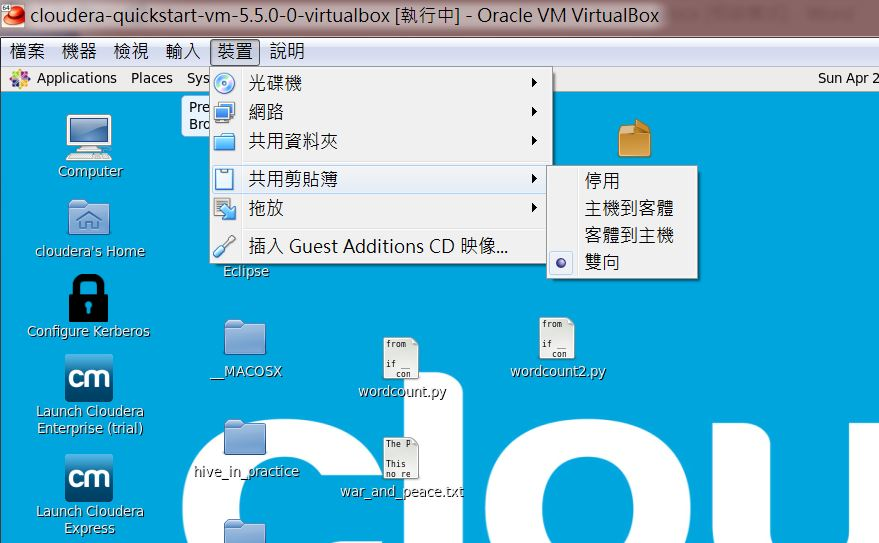 64
cloudera-quickstart-vm-5.5.0-0-virtualbox [執行中] - Oracle VM VirtualBox
檔案 機器 檢視 輸入 裝置 說明
Applications Places Sys
Sun Apr 2
光碟機
網路
共用資料夾
共用剪貼簿
拖放
插入 Guest Additions CD 映像...
停用
主機到客體
客體到主機
雙向
Pre
Bro
Computer
cloudera's Home
Eclipse
Configure Kerberos
__MACOSX
from
if __
con
wordcount.py
from
if __
con
wordcount2.py
cm
Launch Cloudera
Enterprise (trial)
hive_in_practice
The P
This
no re
war_and_peace.txt
cm
Launch Cloudera
Express
clou